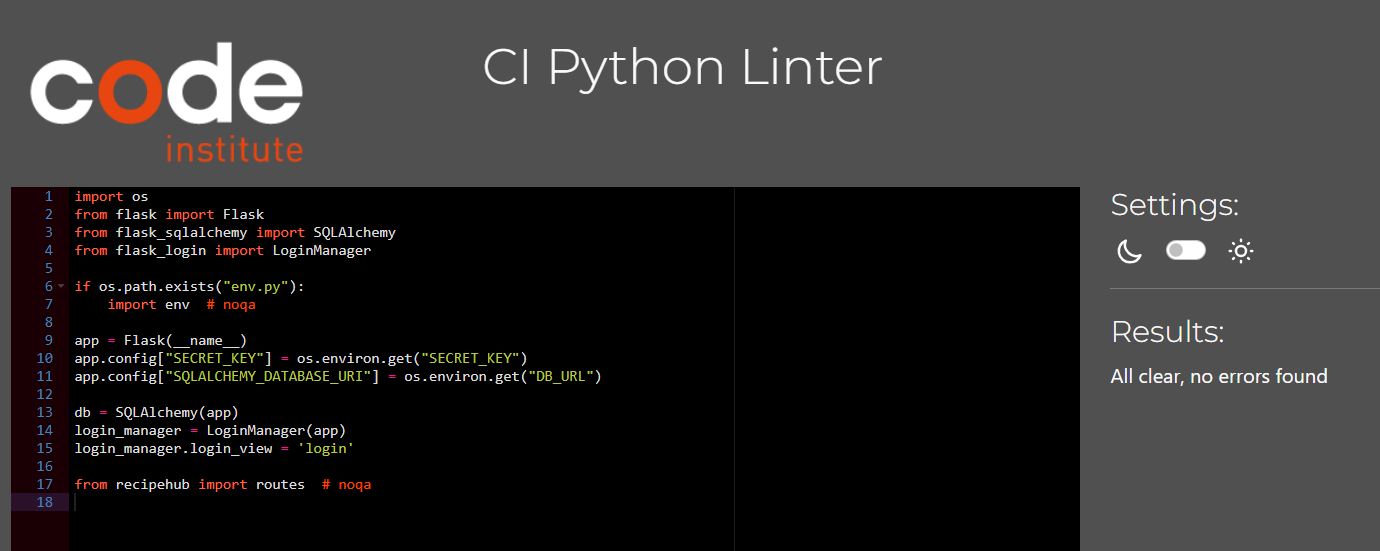 code
institute
CI Python Linter
1 import os
2 from flask import Flask
3 from flask_sqlalchemy import SQLAlchemy
4 from flask_login import LoginManager
5
6 if os.path.exists("env.py"):
7     import env  # noqa
8
9 app = Flask(__name__)
10 app.config["SECRET_KEY"] = os.environ.get("SECRET_KEY")
11 app.config["SQLALCHEMY_DATABASE_URI"] = os.environ.get("DB_URL")
12
13 db = SQLAlchemy(app)
14 login_manager = LoginManager(app)
15 login_manager.login_view = 'login'
16
17 from recipehub import routes  # noqa
18
Settings:
Results:
All clear, no errors found